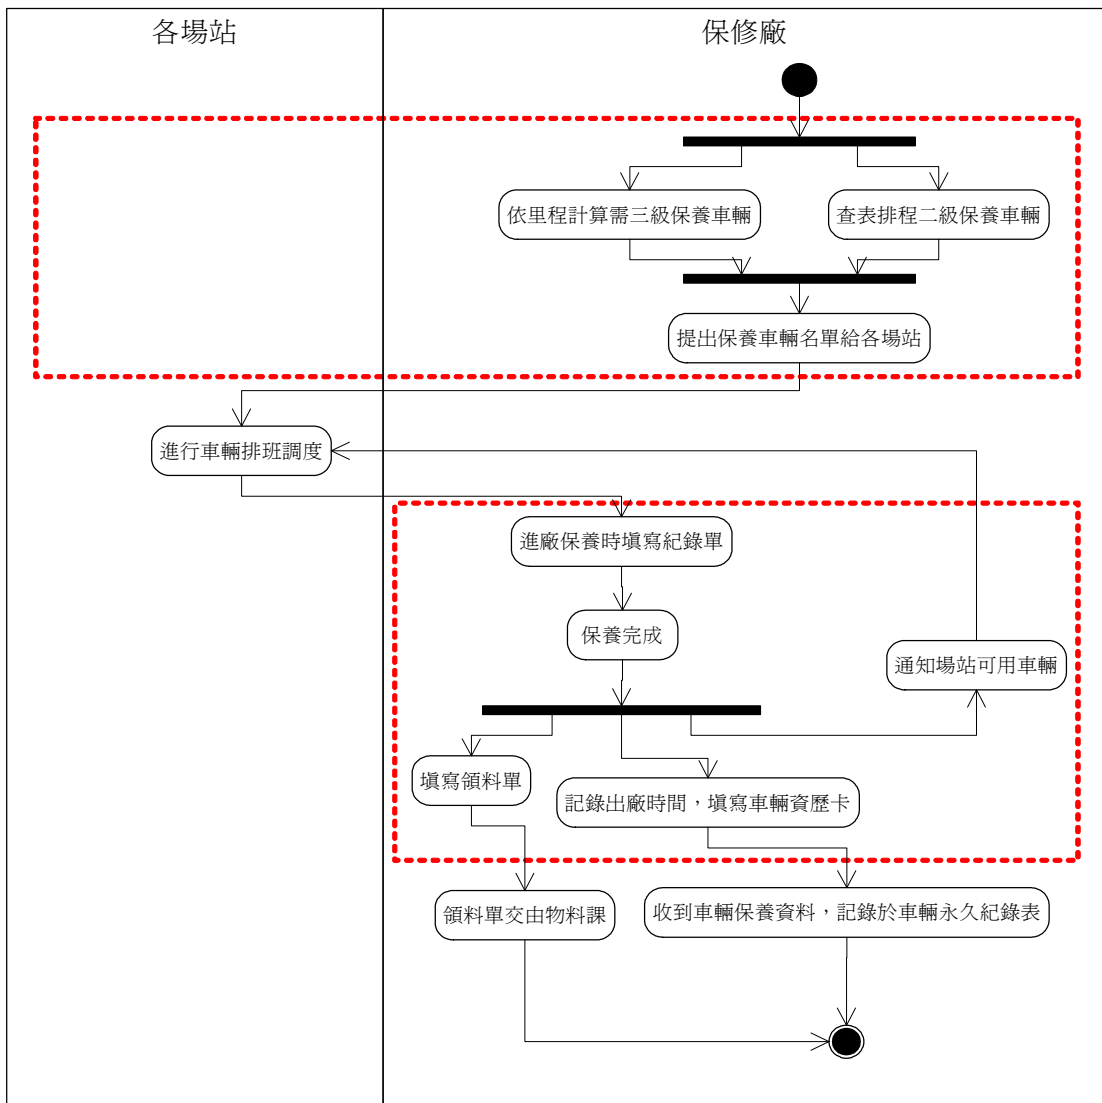 各場站
保修廠
依里程計算需三級保養車輛
查表排程二級保養車輛
提出保養車輛名單給各場站
進行車輛排班調度
進廠保養時填寫紀錄單
保養完成
通知場站可用車輛
填寫領料單
記錄出廠時間，填寫車輛資歷卡
領料單交由物料課
收到車輛保養資料，記錄於車輛永久紀錄表